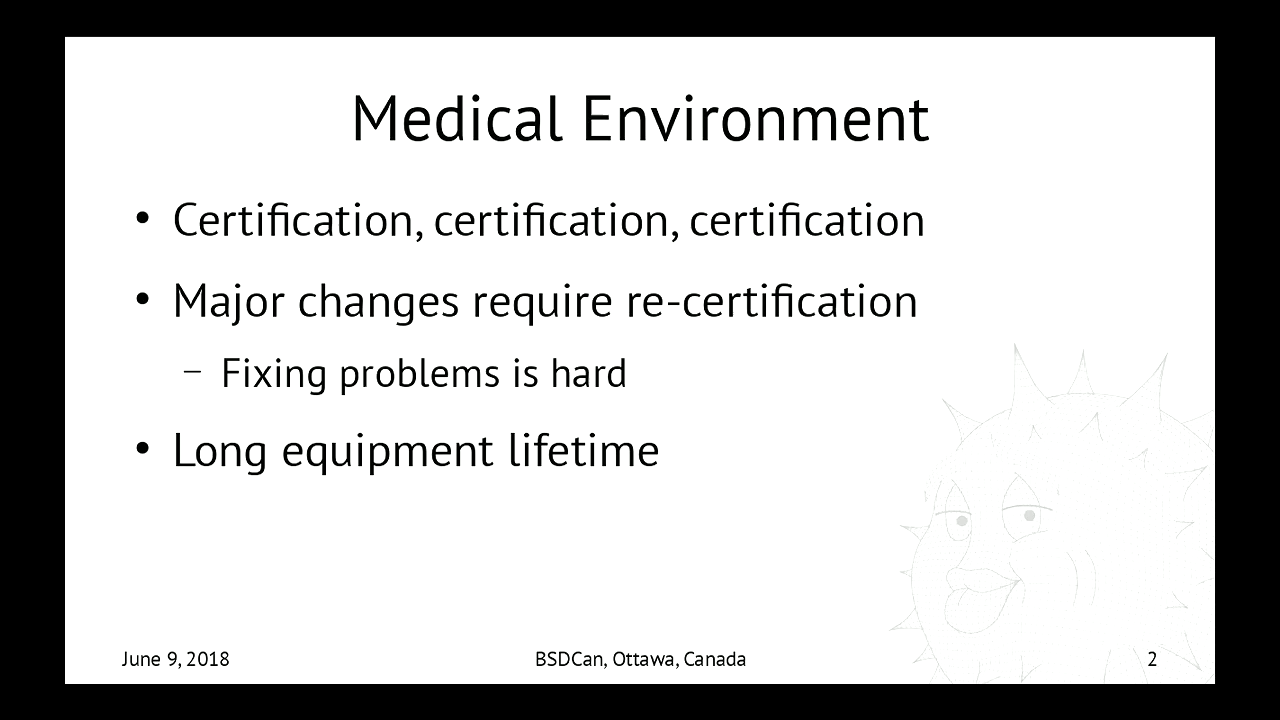 Medical Environment
• Certification, certification, certification
• Major changes require re-certification
– Fixing problems is hard
• Long equipment lifetime
June 9, 2018
BSDCan, Ottawa, Canada
2